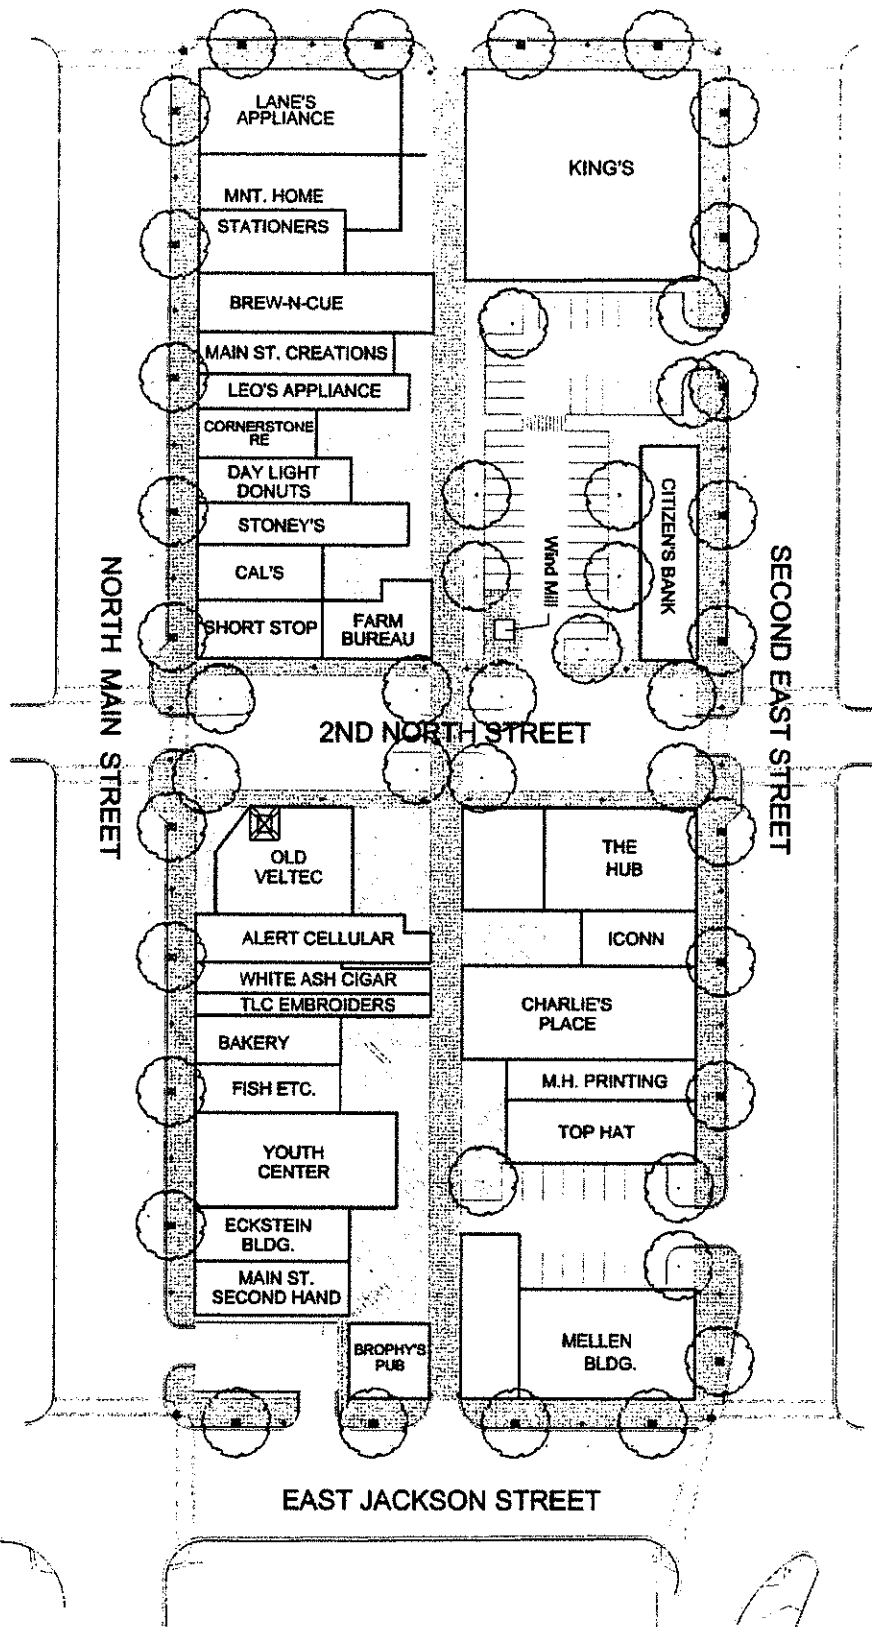 LANE'S
APPLIANCE
KING'S
MNT. HOME
STATIONERS
BREW-N-CUE
MAIN ST. CREATIONS
LEO'S APPLIANCE
CORNERSTONE
RE
DAY LIGHT
DONUTS
STONEY'S
CAL'S
SHORT STOP
FARM
BUREAU
Wind Mill
CITIZEN'S BANK
NORTH MAIN STREET
SECOND EAST STREET
2ND NORTH STREET
OLD
VELTEC
THE
HUB
ALERT CELLULAR
ICONN
WHITE ASH CIGAR
TLC EMBROIDERS
CHARLIE'S
PLACE
BAKERY
FISH ETC.
M.H. PRINTING
TOP HAT
YOUTH
CENTER
ECKSTEIN
BLDG.
MAIN ST.
SECOND HAND
BROPHY'S
PUB
MELLEN
BLDG.
EAST JACKSON STREET